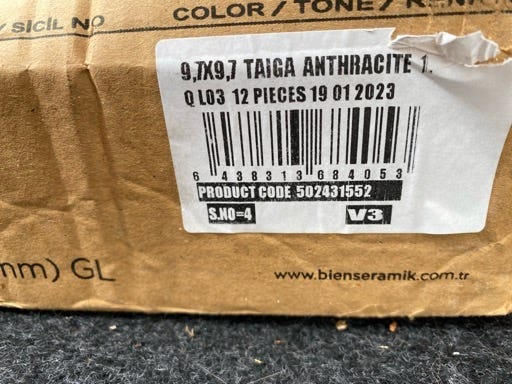 / sicil NO
COLOR / TONE /
9,7X9,7 TAIGA ANTHRACITE 1.
Q L03 12 PIECES 19 01 2023
6 438313 684053
PRODUCT CODE 502431552
S.NO=4
V3
mm) GL
www.bienseramik.com.tr